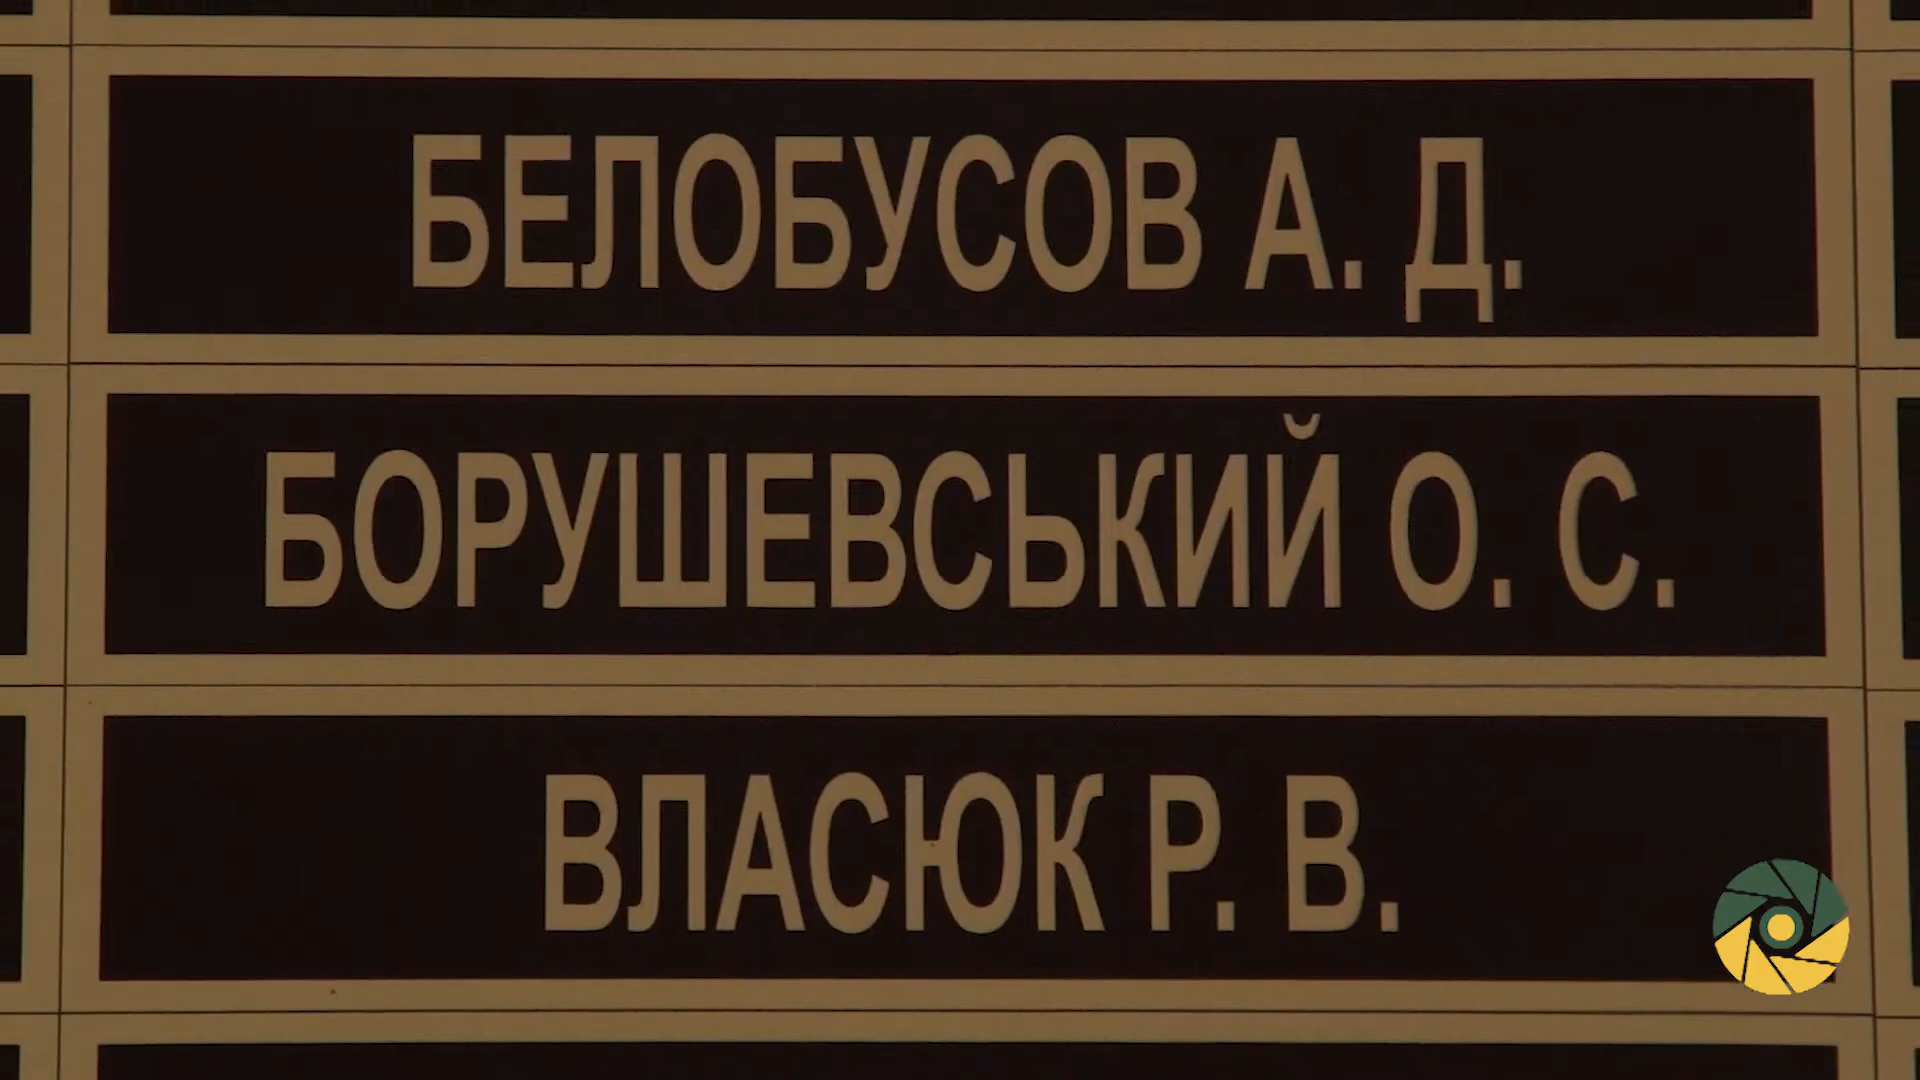 БЕЛОБУСОВ А. Д.
БОРУШЕВСЬКИЙ О. С.
ВЛАСЮК Р. В.